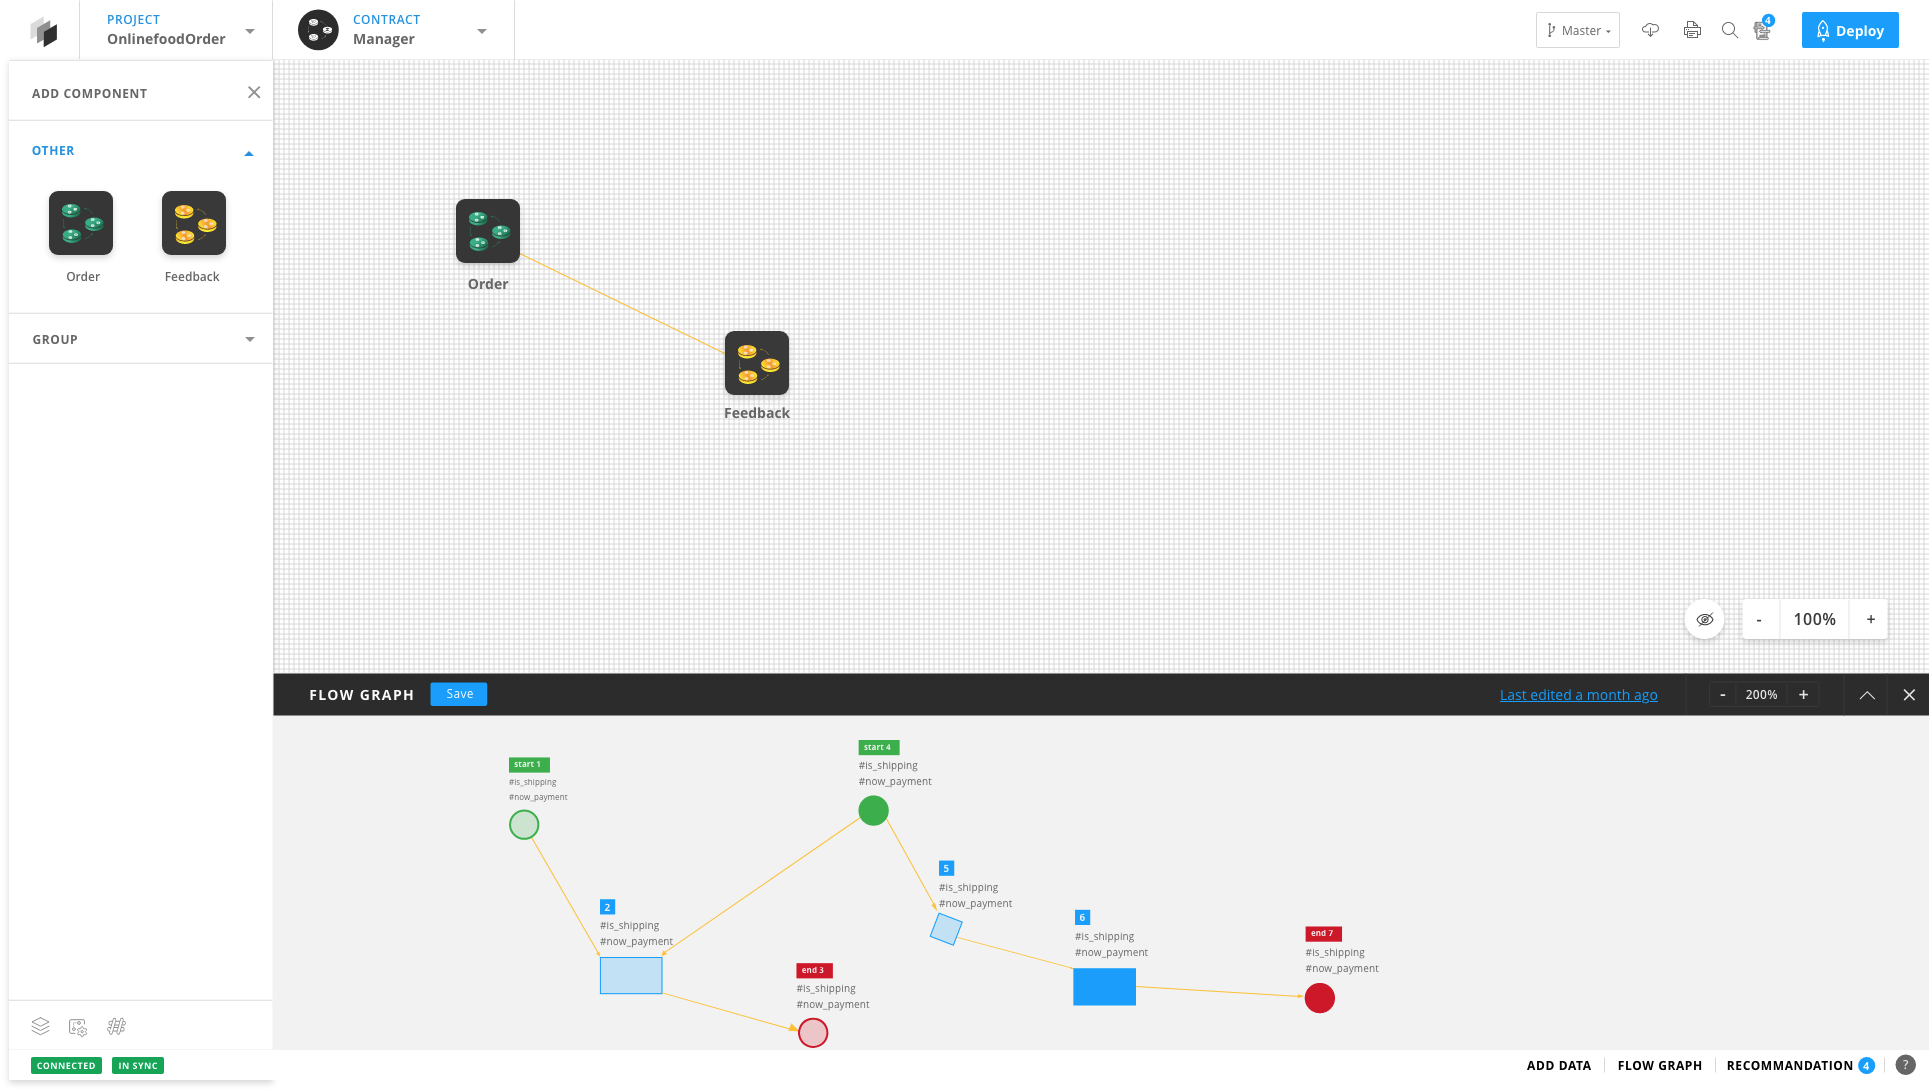 PROJECT
OnlinefoodOrder
CONTRACT
Manager
Master
4
Deploy
ADD COMPONENT
OTHER
Order
Feedback
GROUP
Order
Feedback
- 100% +
FLOW GRAPH
Save
Last edited a month ago
- 200% +
start 1
#is_shipping
#now_payment
start 4
#is_shipping
#now_payment
2
#is_shipping
#now_payment
5
#is_shipping
#now_payment
6
#is_shipping
#now_payment
end 3
#is_shipping
#now_payment
end 7
#is_shipping
#now_payment
CONNECTED
IN SYNC
ADD DATA
FLOW GRAPH
RECOMMANDATION 4
?